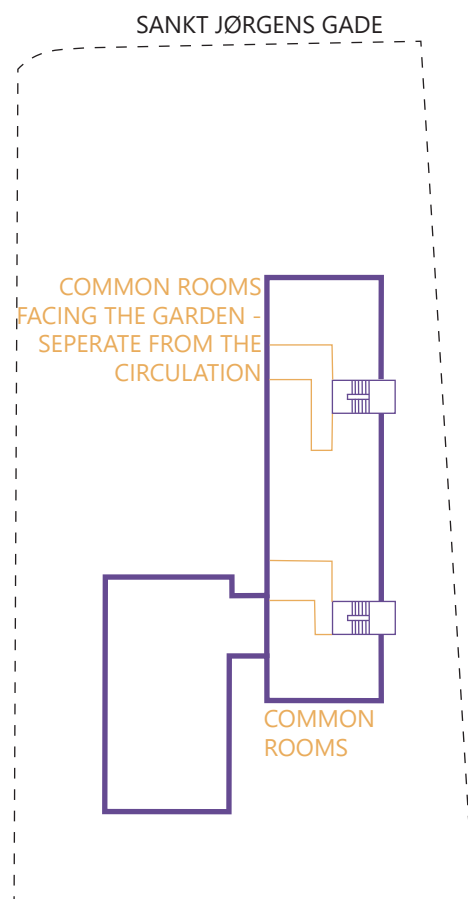 SANKT JØRGENS GADE
COMMON ROOMS
FACING THE GARDEN -
SEPERATE FROM THE
CIRCULATION
COMMON
ROOMS